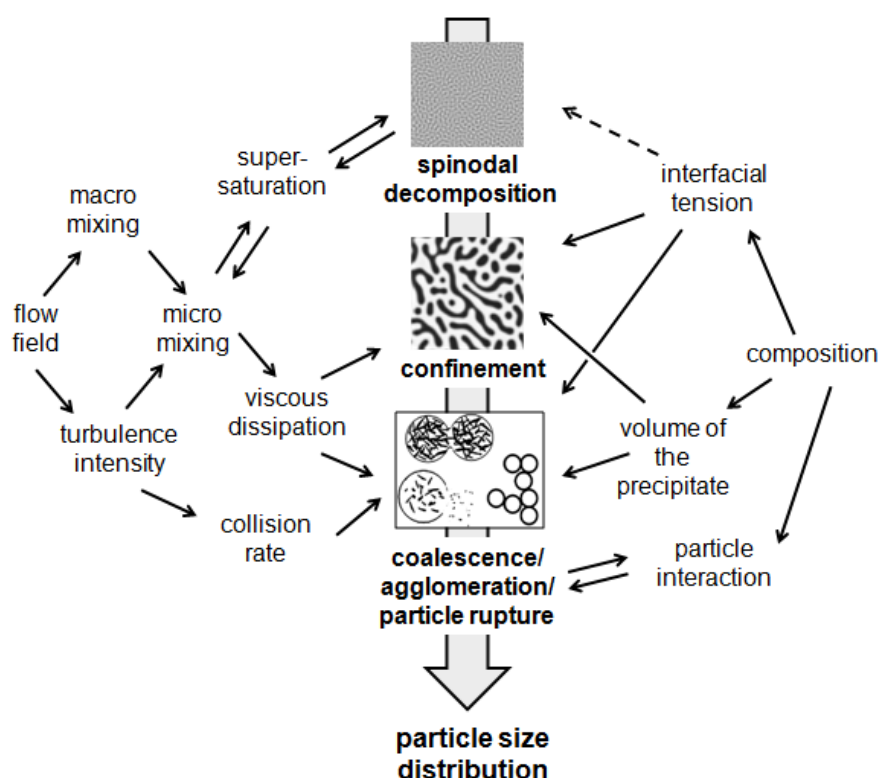 super-
saturation
spinodal
decomposition
interfacial
tension
macro
mixing
flow
field
micro
mixing
confinement
composition
viscous
dissipation
turbulence
intensity
volume of
the
precipitate
collision
rate
coalescence/
agglomeration/
particle rupture
particle
interaction
particle size
distribution